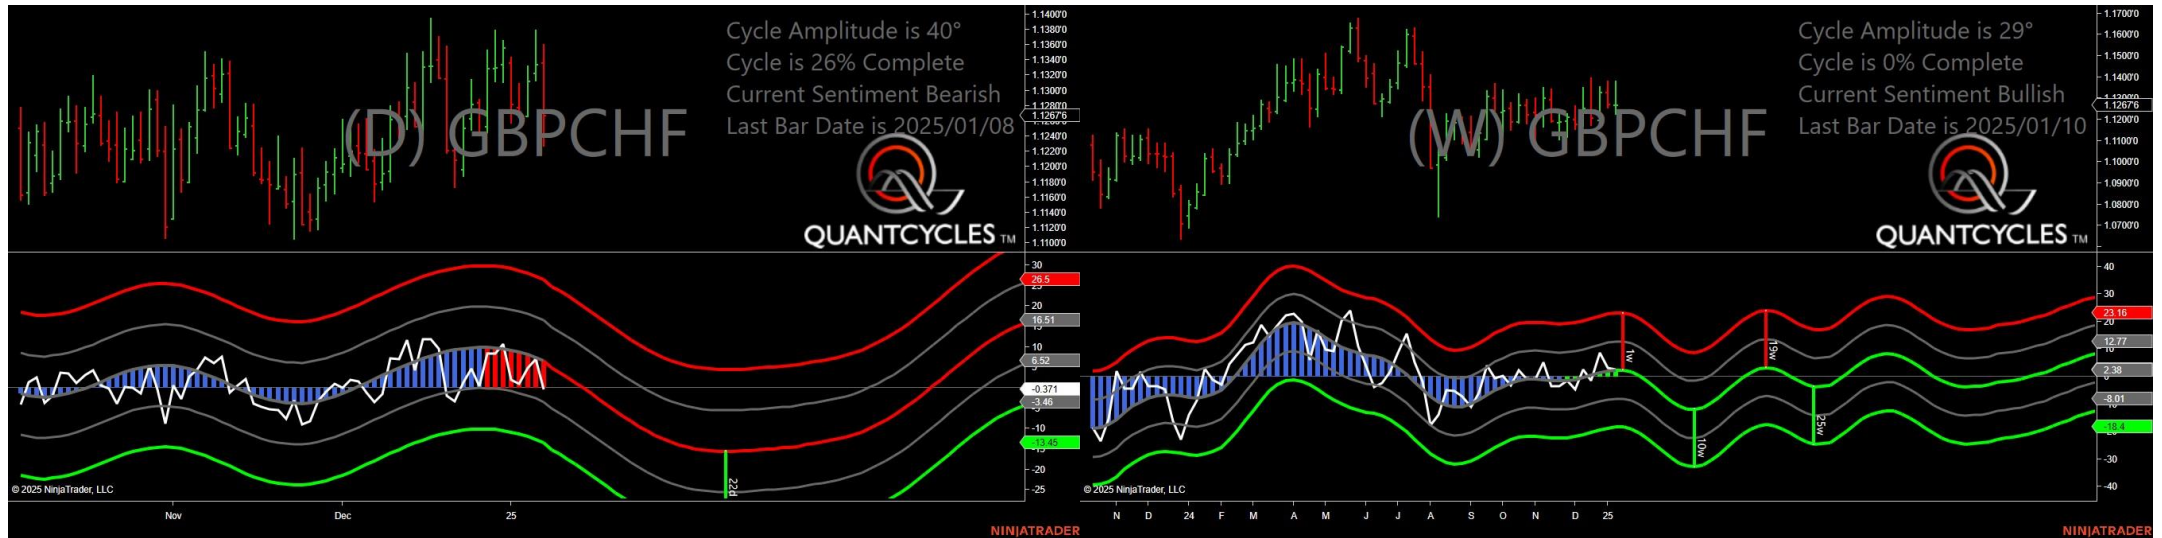 Cycle Amplitude is 40°
Cycle is 26% Complete
Current Sentiment Bearish
Last Bar Date is 2025/01/08
(D) GBPCHF
QUANTCYCLES TM
1.1400'0
1.1380'0
1.1360'0
1.1340'0
1.1320'0
1.1300'0
1.1280'0
1.1267'6
1.1240'0
1.1220'0
1.1200'0
1.1180'0
1.1160'0
1.1140'0
1.1120'0
1.1100'0
30
26.5
20
16.51
10
6.52
-0.371
-3.46
-10
-13.45
-20
-25
22d
© 2025 NinjaTrader, LLC
Nov
Dec
25
NINJATRADER
Cycle Amplitude is 29°
Cycle is 0% Complete
Current Sentiment Bullish
Last Bar Date is 2025/01/10
(W) GBPCHF
QUANTCYCLES TM
1.1700'0
1.1600'0
1.1500'0
1.1400'0
1.1300'0
1.1267'6
1.1200'0
1.1100'0
1.1000'0
1.0900'0
1.0800'0
1.0700'0
40
30
23.16
20
12.77
2.38
-8.01
-18.4
-30
-40
1w
10w
19w
25w
© 2025 NinjaTrader, LLC
N D 24 F M A M J J A S O N D 25
NINJATRADER